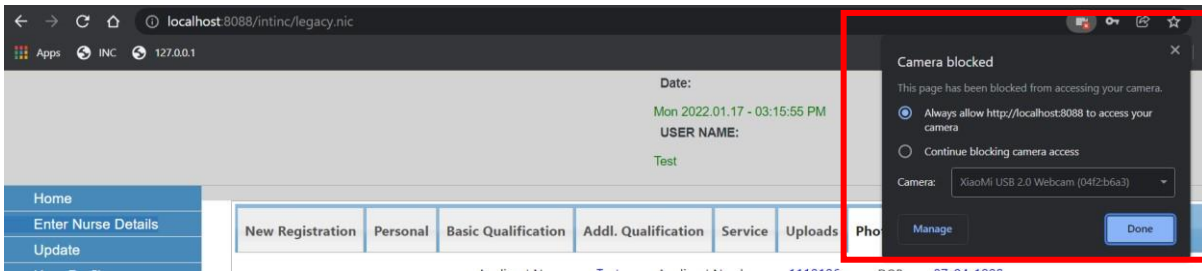 localhost:8088/intinc/legacy.nic
Apps INC 127.0.0.1
Date:
Mon 2022.01.17 - 03:15:55 PM
USER NAME:
Test
Camera blocked
This page has been blocked from accessing your camera.
Always allow http://localhost:8088 to access your
camera
Continue blocking camera access
Camera: XiaoMi USB 2.0 Webcam (04f2:b6a3)
Manage Done
Home
Enter Nurse Details
Update
New Registration Personal Basic Qualification Addl. Qualification Service Uploads Pho